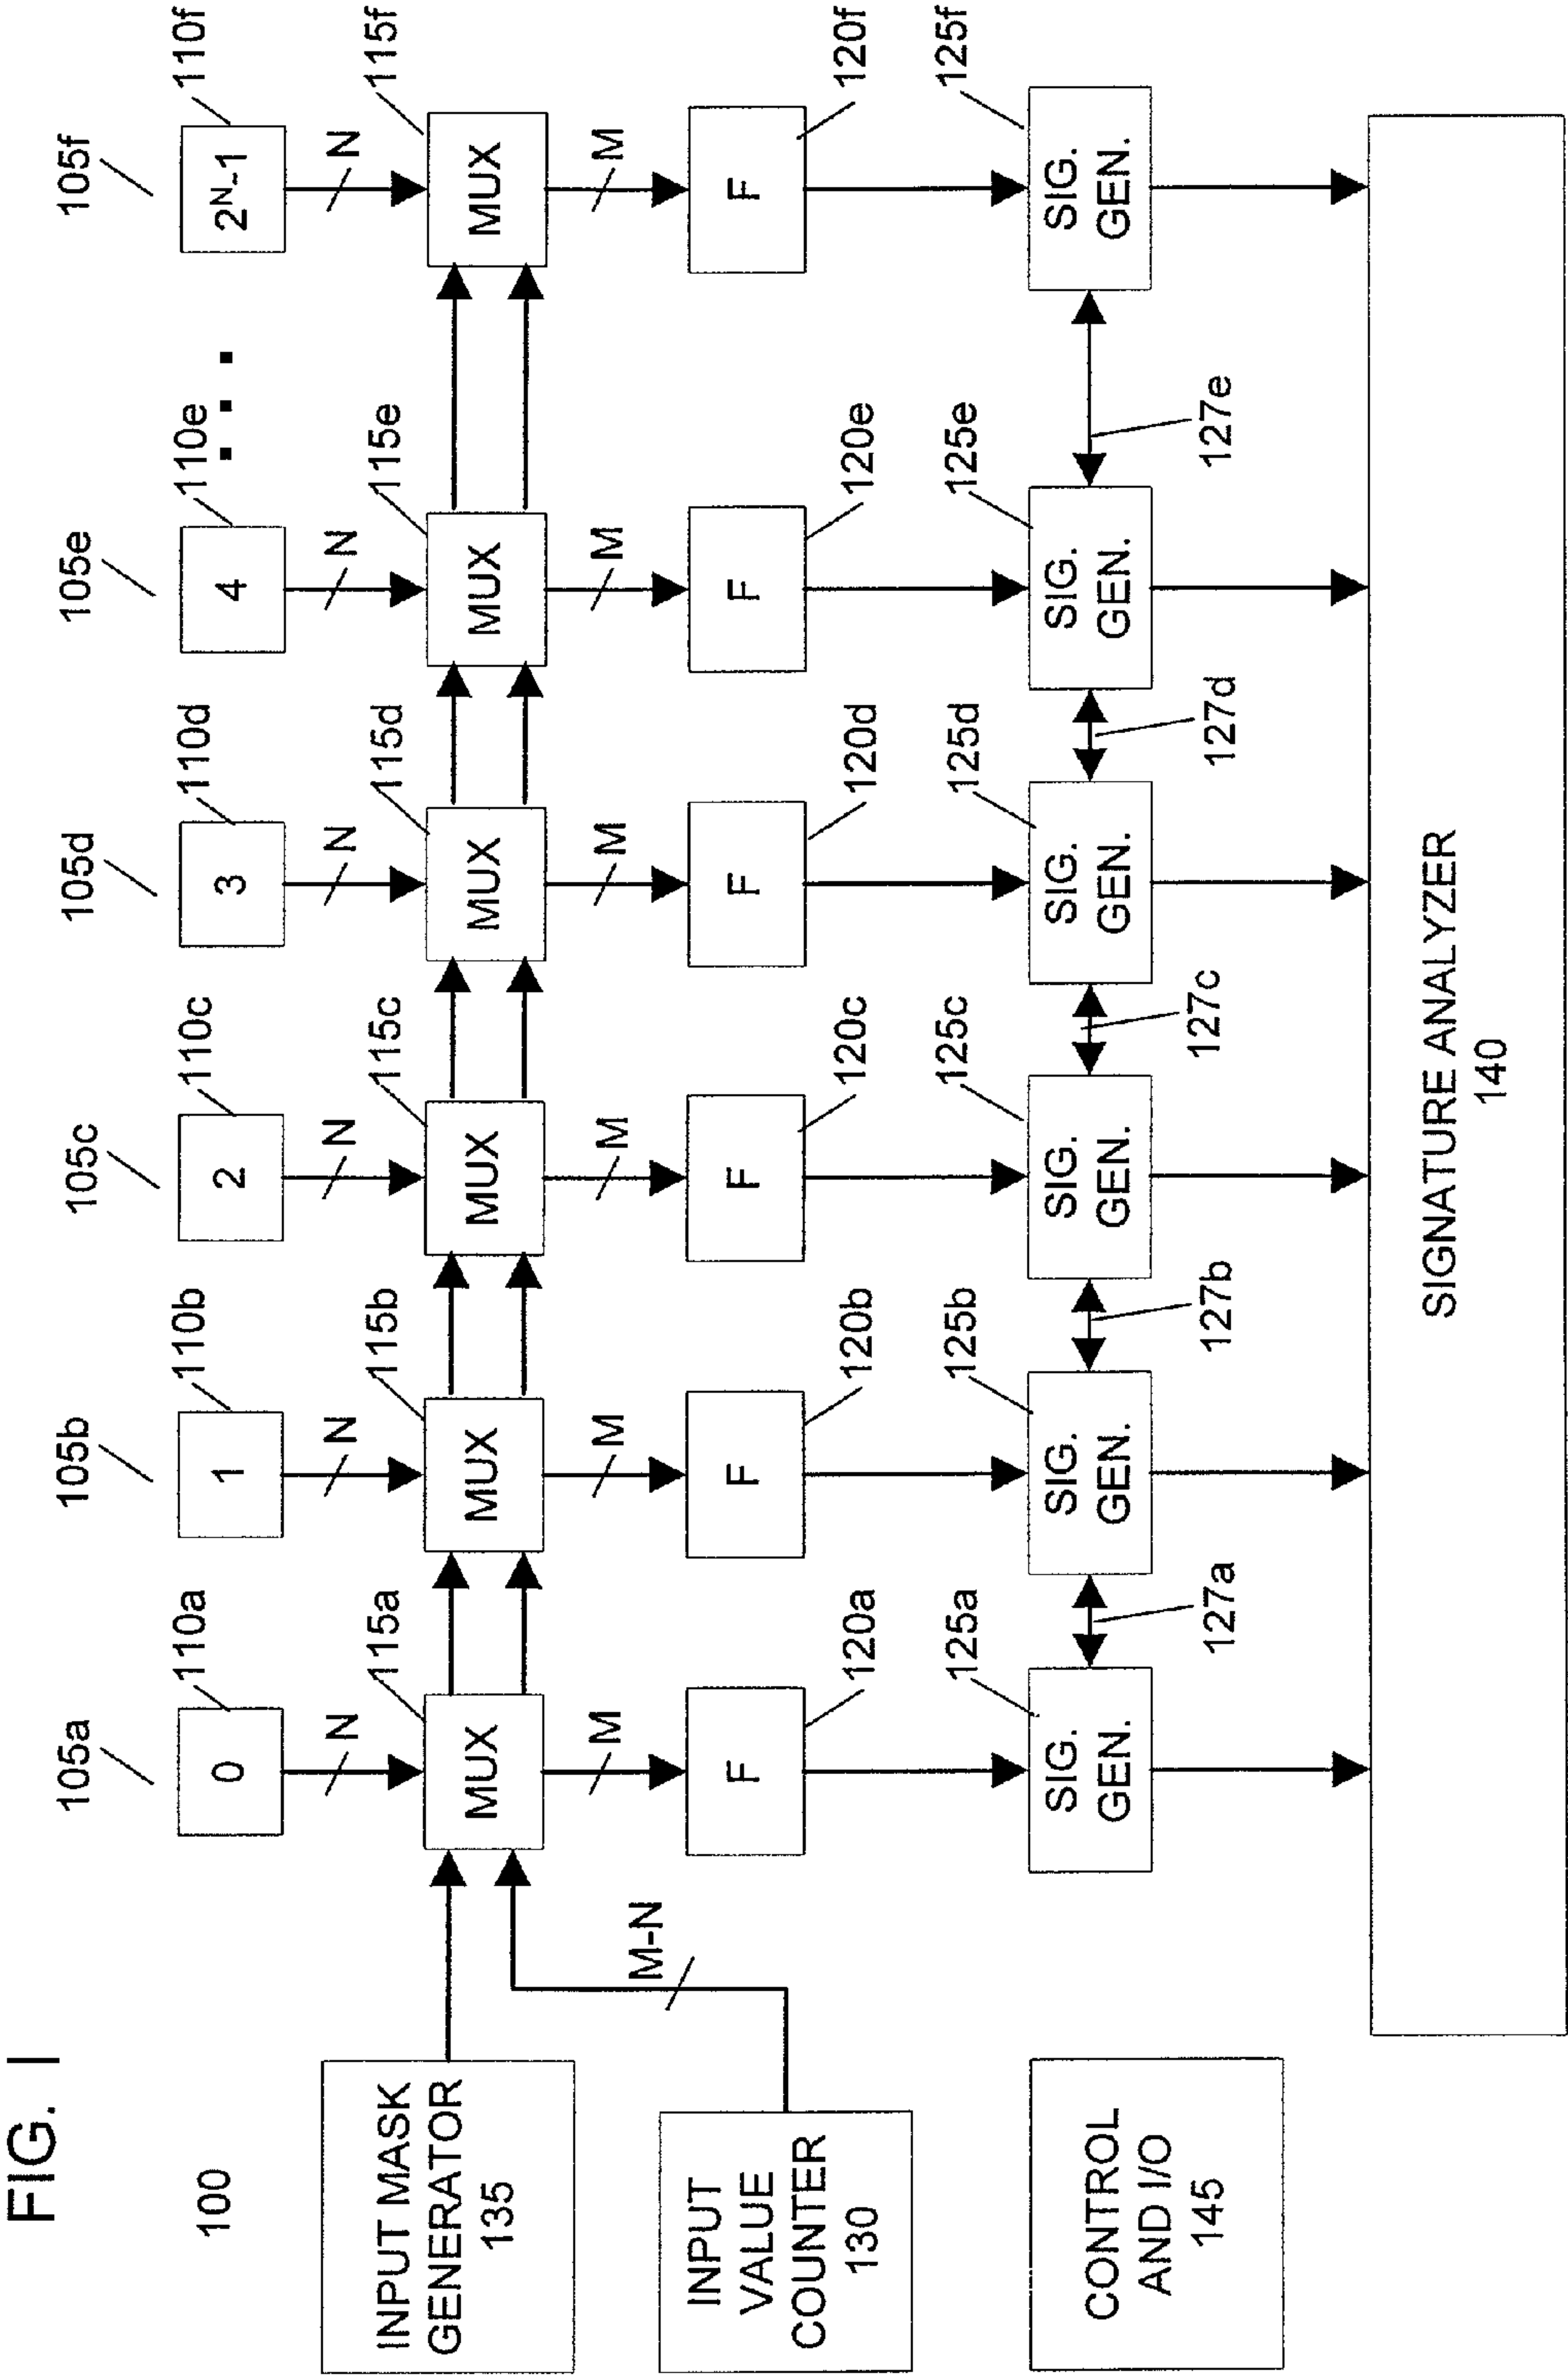 FIG. 1
100
105a
105b
105c
105d
105e
105f
110a
110b
110c
110d
110e
110f
0
1
2
3
4
. . .
2ᴺ-1
N
N
N
N
N
N
115a
115b
115c
115d
115e
115f
INPUT MASK
GENERATOR
135
MUX
MUX
MUX
MUX
MUX
MUX
M-N
M
M
M
M
M
M
INPUT
VALUE
COUNTER
130
F
F
F
F
F
F
120a
120b
120c
120d
120e
120f
125a
125b
125c
125d
125e
125f
CONTROL
AND I/O
145
SIG.
GEN.
SIG.
GEN.
SIG.
GEN.
SIG.
GEN.
SIG.
GEN.
SIG.
GEN.
127a
127b
127c
127d
127e
SIGNATURE ANALYZER
140